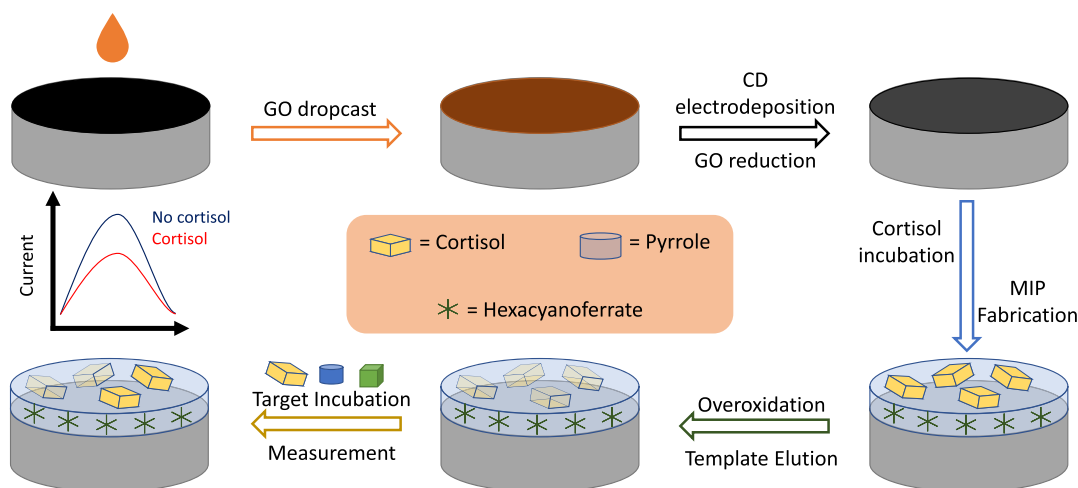 GO dropcast
CD
electrodeposition
GO reduction
Current
No cortisol
Cortisol
= Cortisol
= Pyrrole
= Hexacyanoferrate
Cortisol
incubation
MIP
Fabrication
Target Incubation
Measurement
Overoxidation
Template Elution